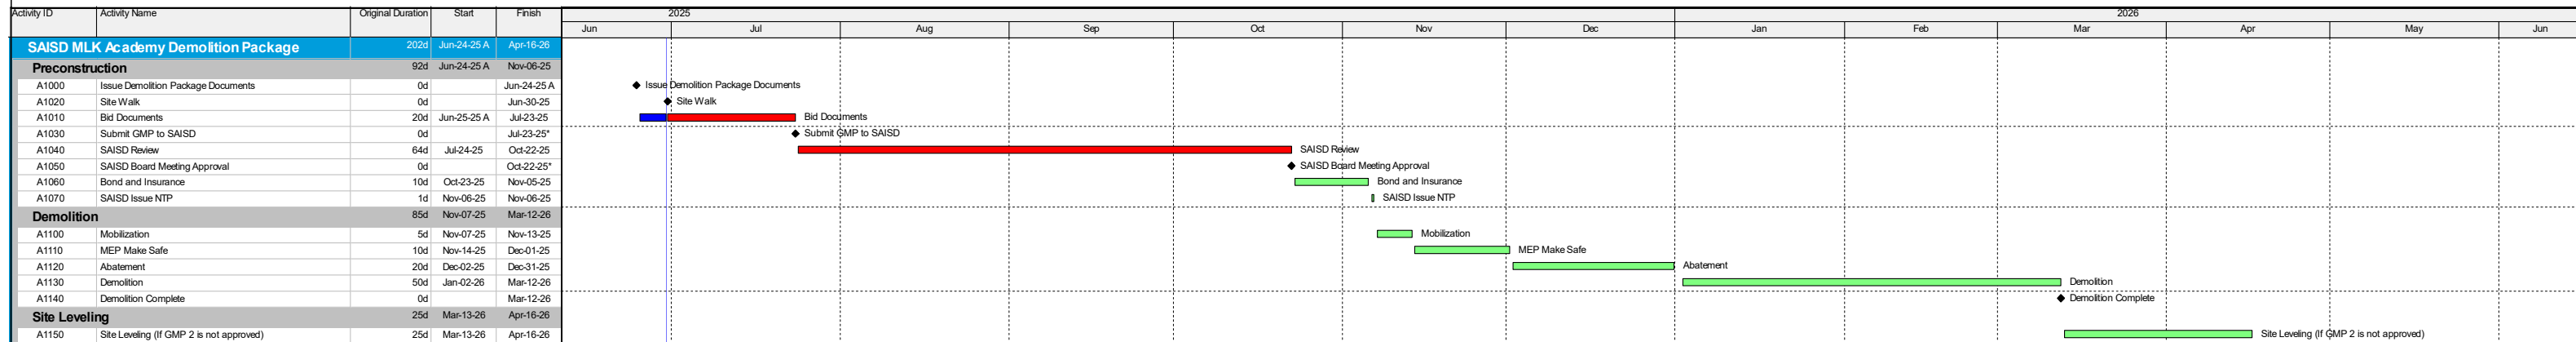 Activity ID Activity Name Original Duration Start Finish 2025 2026
Jun Jul Aug Sep Oct Nov Dec Jan Feb Mar Apr May Jun
SAISD MLK Academy Demolition Package 202d Jun-24-25 A Apr-16-26
Preconstruction 92d Jun-24-25 A Nov-06-25
A1000 Issue Demolition Package Documents 0d Jun-24-25 A Issue Demolition Package Documents
A1020 Site Walk 0d Jun-30-25 Site Walk
A1010 Bid Documents 20d Jun-25-25 A Jul-23-25 Bid Documents
A1030 Submit GMP to SAISD 0d Jul-23-25* Submit GMP to SAISD
A1040 SAISD Review 64d Jul-24-25 Oct-22-25 SAISD Review
A1050 SAISD Board Meeting Approval 0d Oct-22-25* SAISD Board Meeting Approval
A1060 Bond and Insurance 10d Oct-23-25 Nov-05-25 Bond and Insurance
A1070 SAISD Issue NTP 1d Nov-06-25 Nov-06-25 SAISD Issue NTP
Demolition 85d Nov-07-25 Mar-12-26
A1100 Mobilization 5d Nov-07-25 Nov-13-25 Mobilization
A1110 MEP Make Safe 10d Nov-14-25 Dec-01-25 MEP Make Safe
A1120 Abatement 20d Dec-02-25 Dec-31-25 Abatement
A1130 Demolition 50d Jan-02-26 Mar-12-26 Demolition
A1140 Demolition Complete 0d Mar-12-26 Demolition Complete
Site Leveling 25d Mar-13-26 Apr-16-26
A1150 Site Leveling (If GMP 2 is not approved) 25d Mar-13-26 Apr-16-26 Site Leveling (If GMP 2 is not approved)